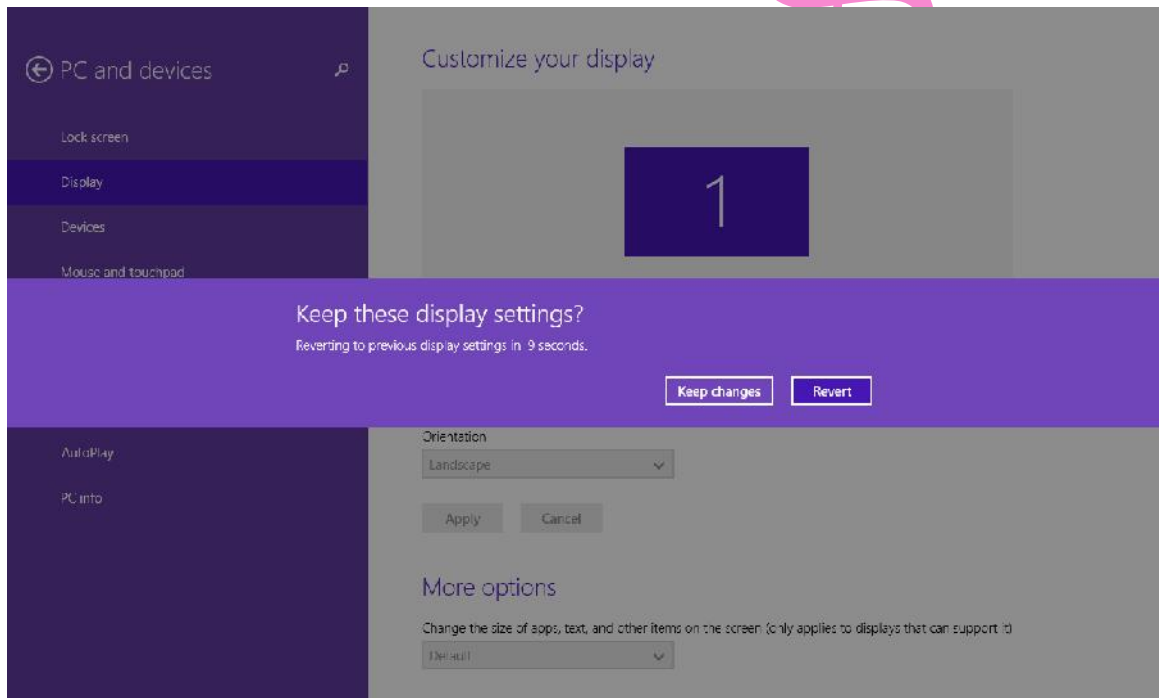 PC and devices
Lock screen
Display
Devices
Mouse and touchpad
AutoPlay
PC info
Customize your display
1
Keep these display settings?
Reverting to previous display settings in 9 seconds.
Keep changes Revert
Orientation
Landscape
Apply Cancel
More options
Change the size of apps, text, and other items on the screen (only applies to displays that can support it)
Default